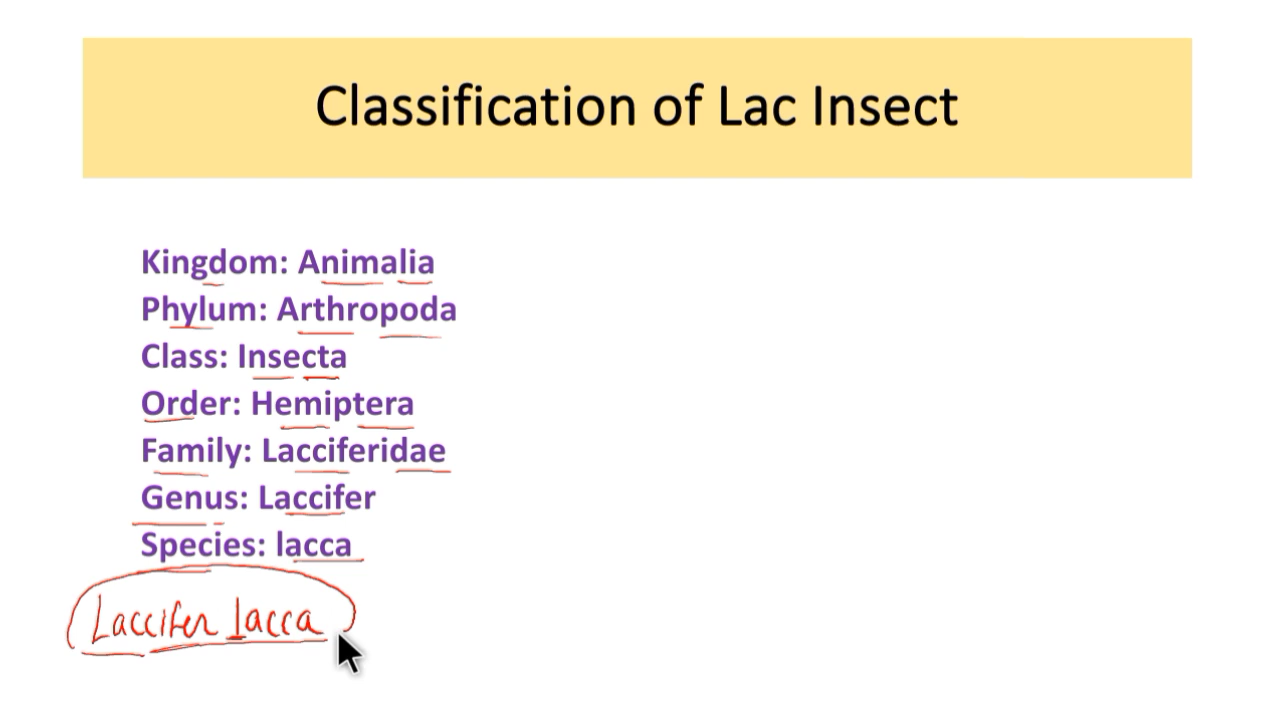 Classification of Lac Insect
Kingdom: Animalia
Phylum: Arthropoda
Class: Insecta
Order: Hemiptera
Family: Lacciferidae
Genus: Laccifer
Species: lacca
Laccifer lacca